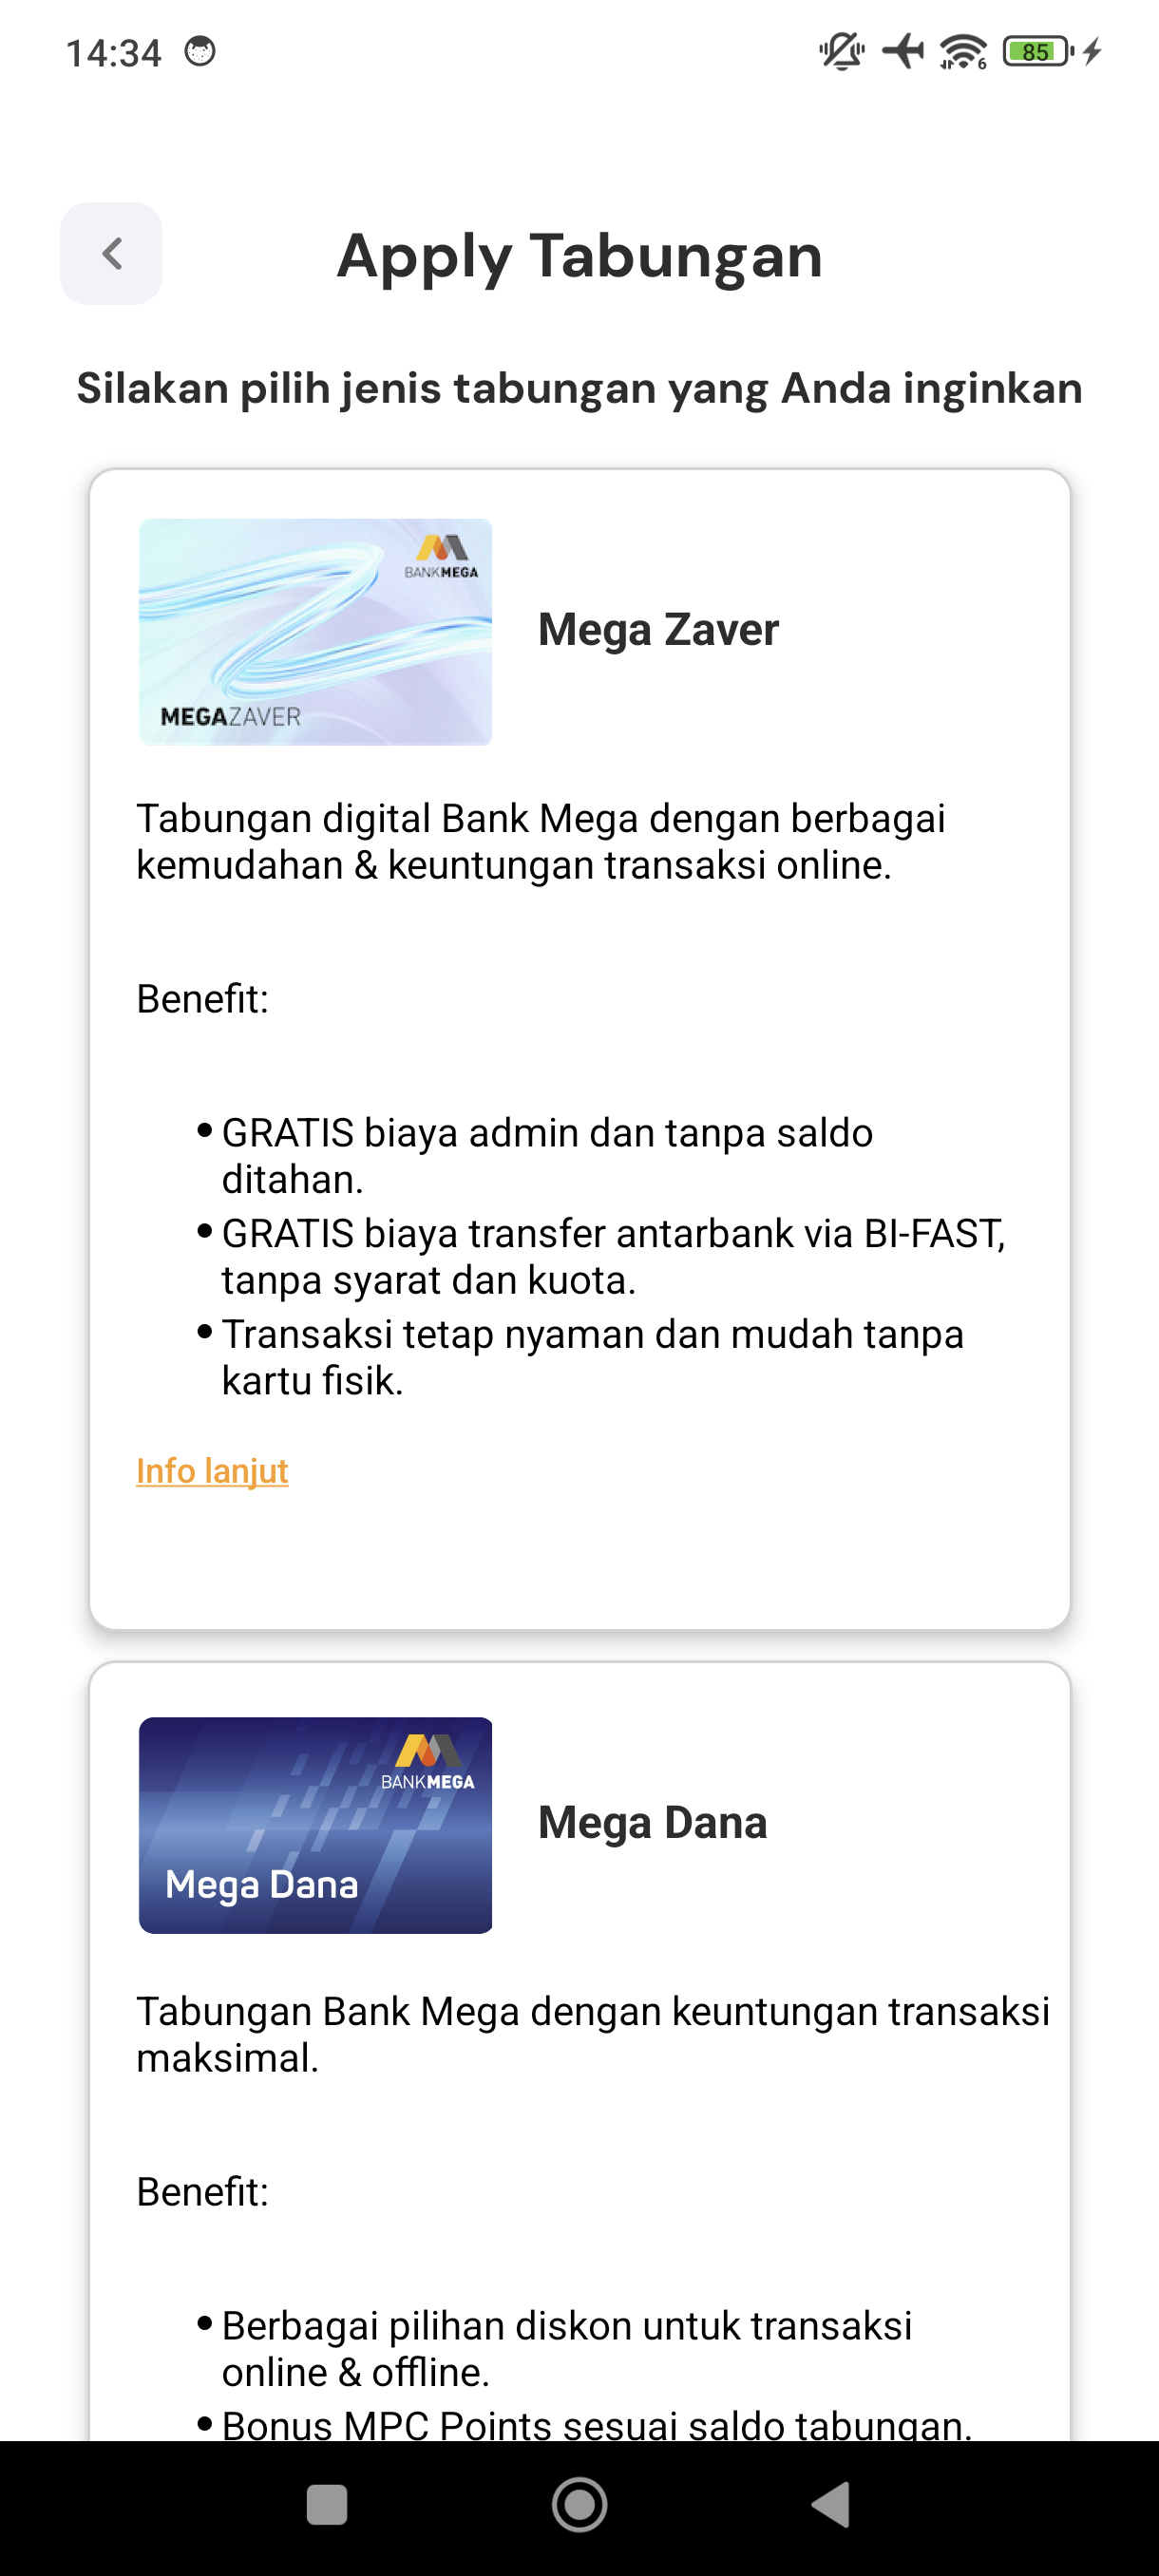 14:34
6
85
Apply Tabungan
Silakan pilih jenis tabungan yang Anda inginkan
BANKMEGA
MEGAZAVER
Mega Zaver
Tabungan digital Bank Mega dengan berbagai
kemudahan & keuntungan transaksi online.
Benefit:
• GRATIS biaya admin dan tanpa saldo
ditahan.
• GRATIS biaya transfer antarbank via BI-FAST,
tanpa syarat dan kuota.
• Transaksi tetap nyaman dan mudah tanpa
kartu fisik.
Info lanjut
BANKMEGA
Mega Dana
Mega Dana
Tabungan Bank Mega dengan keuntungan transaksi
maksimal.
Benefit:
• Berbagai pilihan diskon untuk transaksi
online & offline.
• Bonus MPC Points sesuai saldo tabungan.